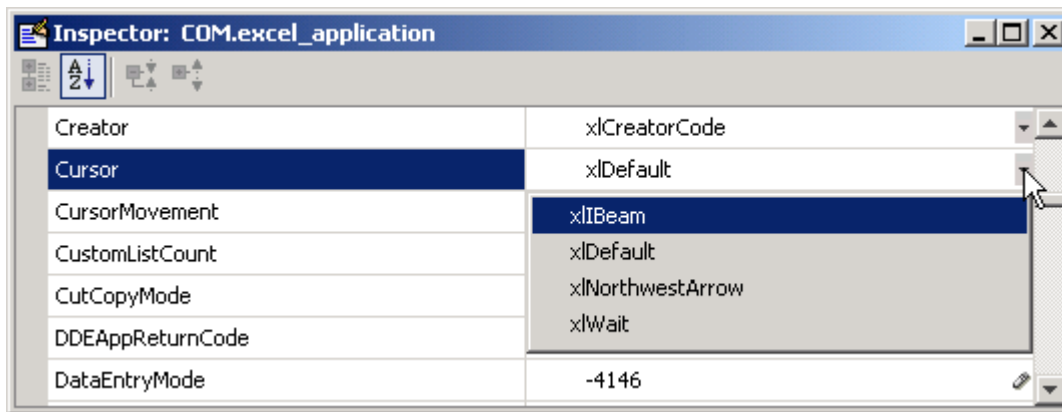 Inspector: COM.excel_application
A
Z
Creator xlCreatorCode
Cursor xlDefault
CursorMovement xlIBeam
CustomListCount xlDefault
CutCopyMode xlNorthwestArrow
DDEAppReturnCode xlWait
DataEntryMode -4146